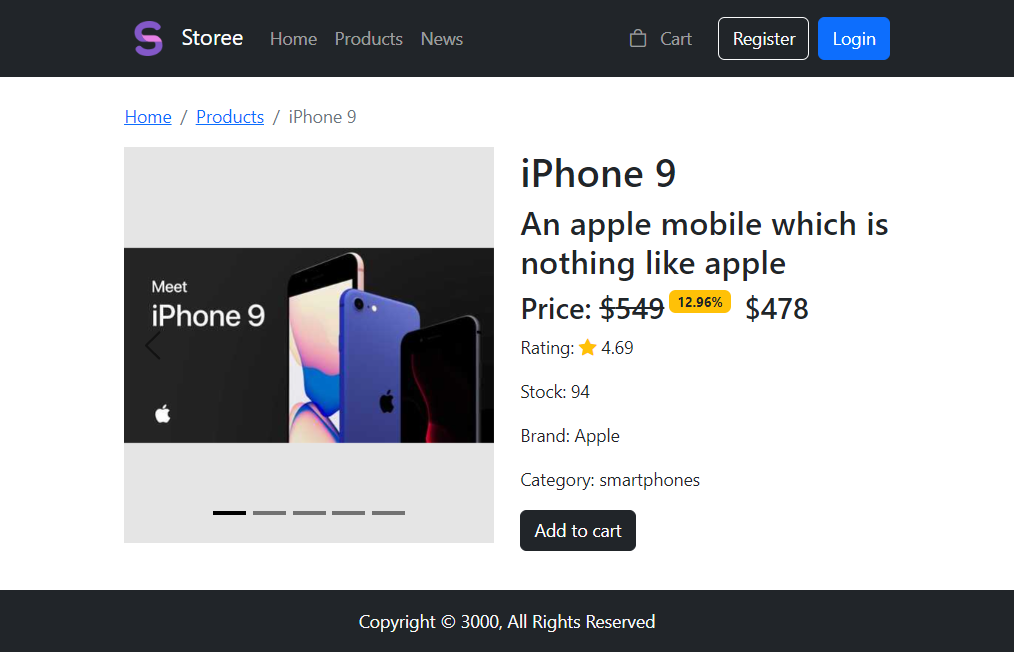 Storee Home Products News Cart Register Login
Home / Products / iPhone 9
Meet
iPhone 9
iPhone 9
An apple mobile which is
nothing like apple
Price: $549 12.96% $478
Rating: 4.69
Stock: 94
Brand: Apple
Category: smartphones
Add to cart
Copyright © 3000, All Rights Reserved